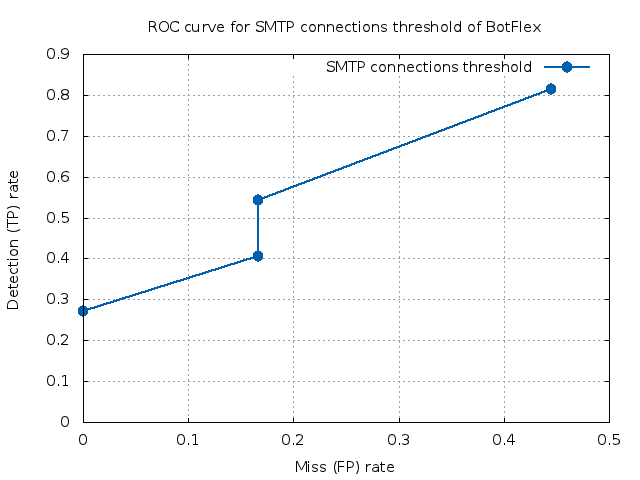 ROC curve for SMTP connections threshold of BotFlex
SMTP connections threshold
0.9
0.8
0.7
0.6
0.5
0.4
0.3
0.2
0.1
0
Detection (TP) rate
0 0.1 0.2 0.3 0.4 0.5
Miss (FP) rate